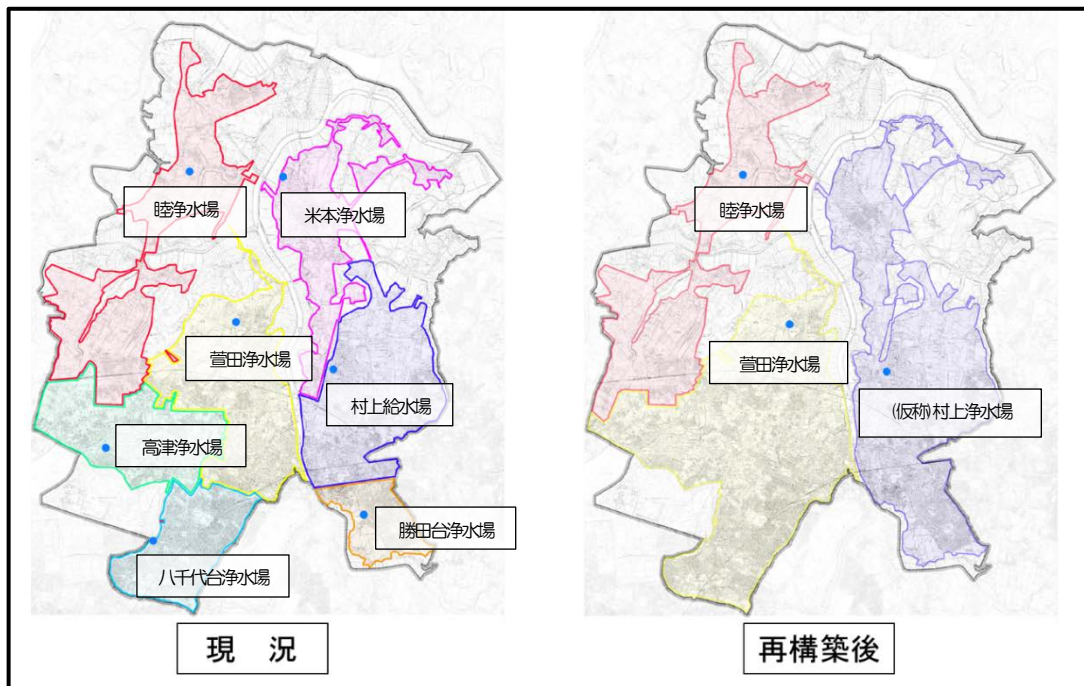 睦浄水場
米本浄水場
萱田浄水場
村上給水場
高津浄水場
勝田台浄水場
八千代台浄水場
現　況
睦浄水場
萱田浄水場
(仮称)村上浄水場
再構築後